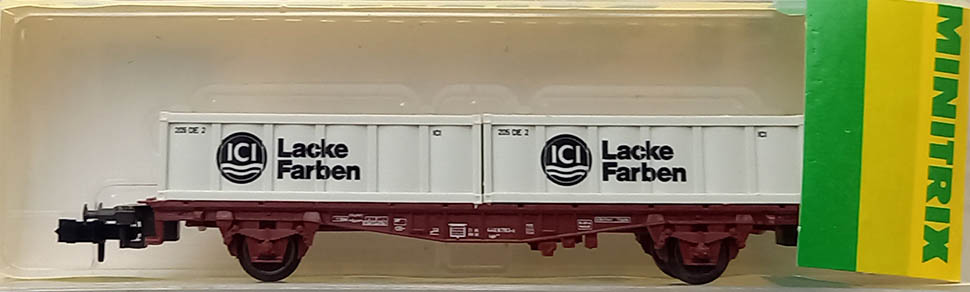 205 DE 2
ICI
ICI
Lacke
Farben
205 DE 2
ICI
ICI
Lacke
Farben
MINITRIX